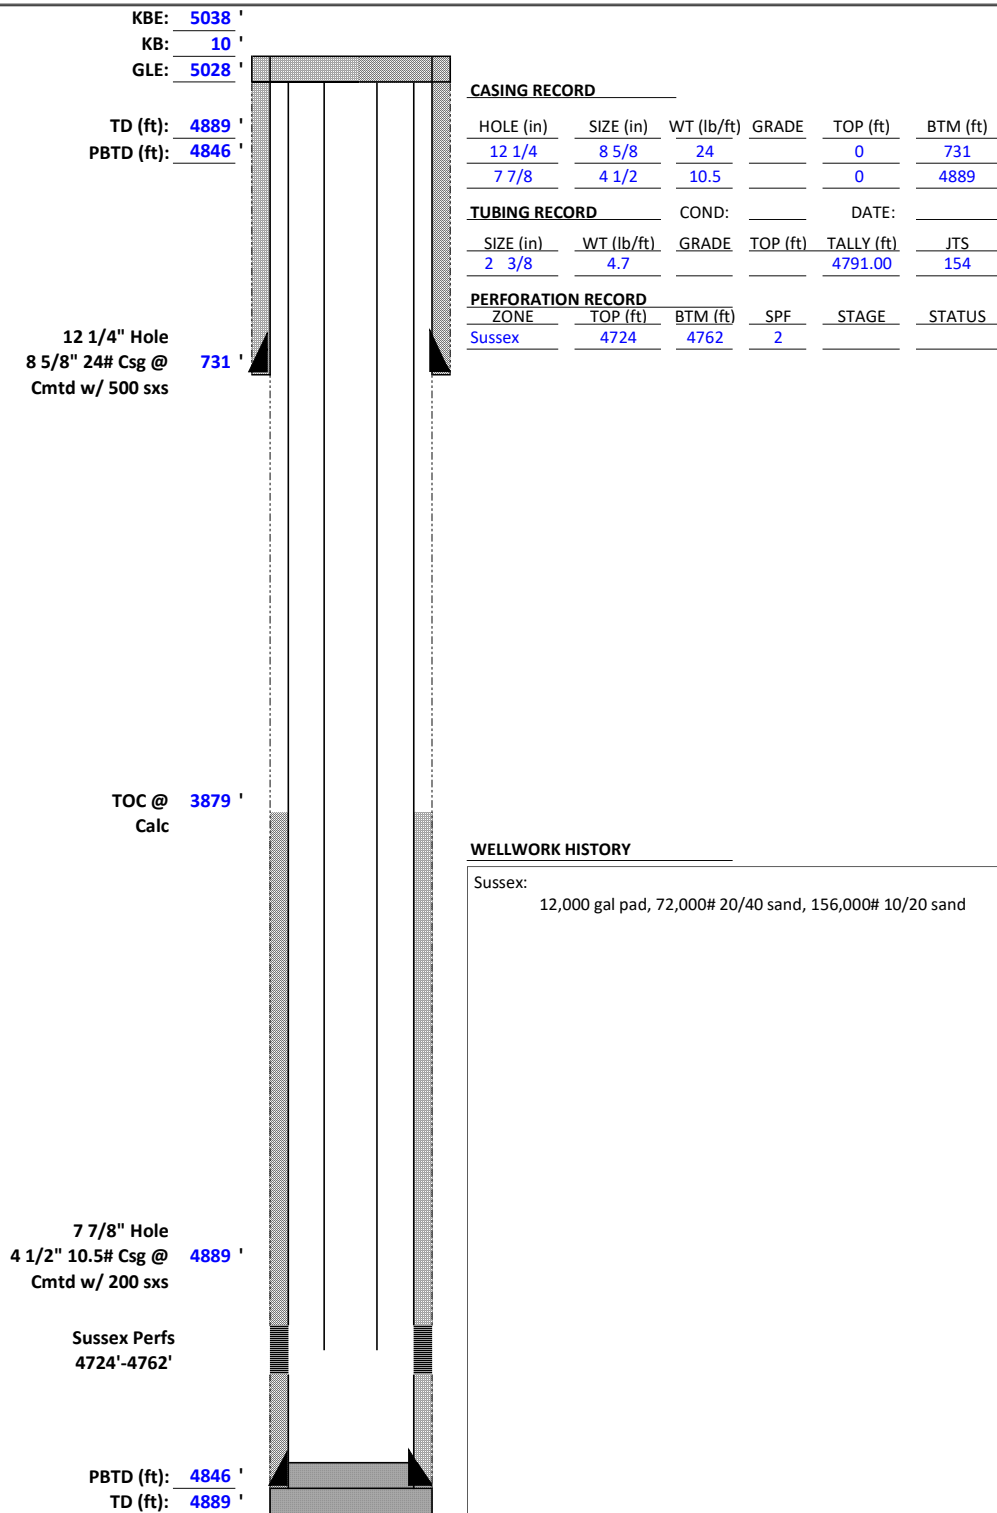 KBE: 5038 '
KB: 10 '
GLE: 5028 '
TD (ft): 4889 '
PBTD (ft): 4846 '
CASING RECORD
HOLE (in) SIZE (in) WT (lb/ft) GRADE TOP (ft) BTM (ft)
12 1/4 8 5/8 24 0 731
7 7/8 4 1/2 10.5 0 4889
TUBING RECORD COND: DATE:
SIZE (in) WT (lb/ft) GRADE TOP (ft) TALLY (ft) JTS
2 3/8 4.7 4791.00 154
PERFORATION RECORD
ZONE TOP (ft) BTM (ft) SPF STAGE STATUS
Sussex 4724 4762 2
12 1/4" Hole
8 5/8" 24# Csg @ 731 '
Cmtd w/ 500 sxs
TOC @ 3879 '
Calc
WELLWORK HISTORY
Sussex:
12,000 gal pad, 72,000# 20/40 sand, 156,000# 10/20 sand
7 7/8" Hole
4 1/2" 10.5# Csg @ 4889 '
Cmtd w/ 200 sxs
Sussex Perfs
4724'-4762'
PBTD (ft): 4846 '
TD (ft): 4889 '